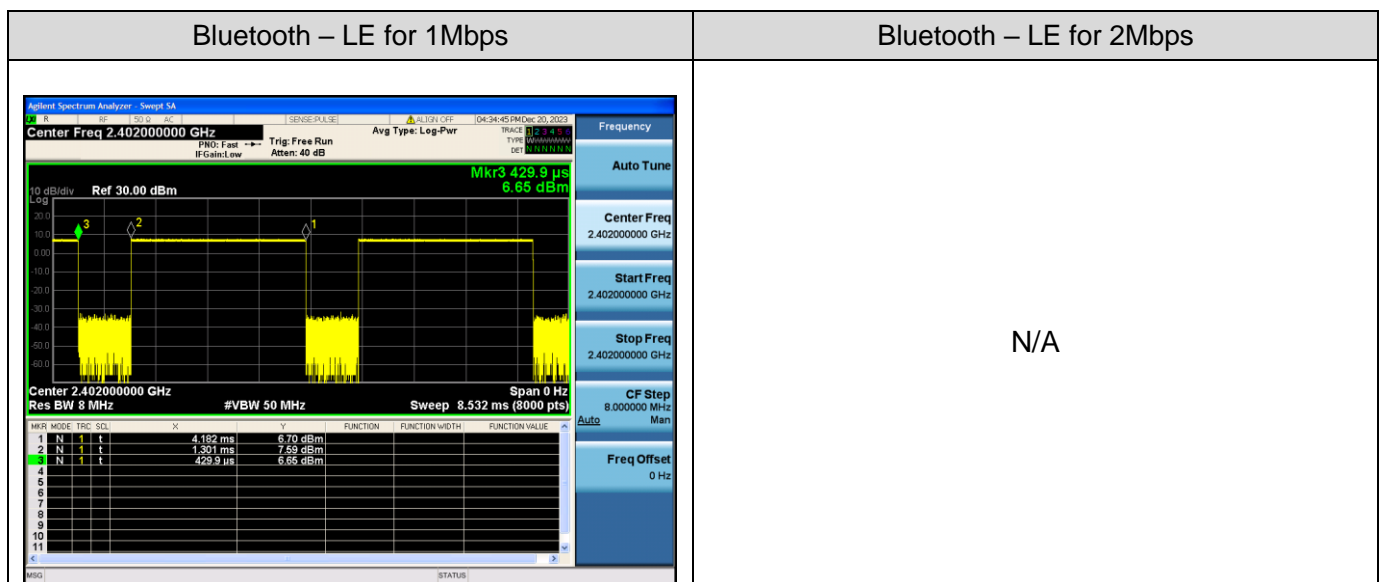 Bluetooth – LE for 1Mbps
Bluetooth – LE for 2Mbps
Agilent Spectrum Analyzer - Swept SA
R RF 50 Ω AC SENSE:PULSE ALIGN OFF 04:34:45 PM Dec 20, 2023
Center Freq 2.402000000 GHz
PNO: Fast
IFGain:Low
Trig: Free Run
Atten: 40 dB
Avg Type: Log-Pwr
TRACE 1 2 3 4 5 6
TYPE
DET N N N N N N
Mkr3 429.9 µs
6.65 dBm
10 dB/div Ref 30.00 dBm
Log
20.0
10.0
0.00
-10.0
-20.0
-30.0
-40.0
-50.0
-60.0
3
2
1
Center 2.402000000 GHz Span 0 Hz
Res BW 8 MHz #VBW 50 MHz Sweep 8.532 ms (8000 pts)
MKR MODE TRC SCL X Y FUNCTION FUNCTION WIDTH FUNCTION VALUE
1 N 1 t 4.182 ms 6.70 dBm
2 N 1 t 1.301 ms 7.59 dBm
3 N 1 t 429.9 µs 6.65 dBm
4
5
6
7
8
9
10
11
MSG STATUS
Frequency
Auto Tune
Center Freq
2.402000000 GHz
Start Freq
2.402000000 GHz
Stop Freq
2.402000000 GHz
CF Step
8.000000 MHz
Auto Man
Freq Offset
0 Hz
N/A